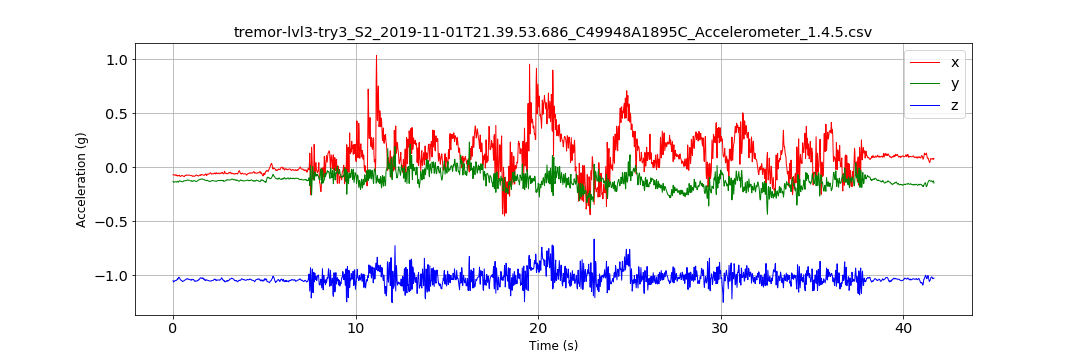 tremor-lvl3-try3_S2_2019-11-01T21.39.53.686_C49948A1895C_Accelerometer_1.4.5.csv
1.0
0.5
0.0
−0.5
−1.0
Acceleration (g)
x
y
z
0 10 20 30 40
Time (s)